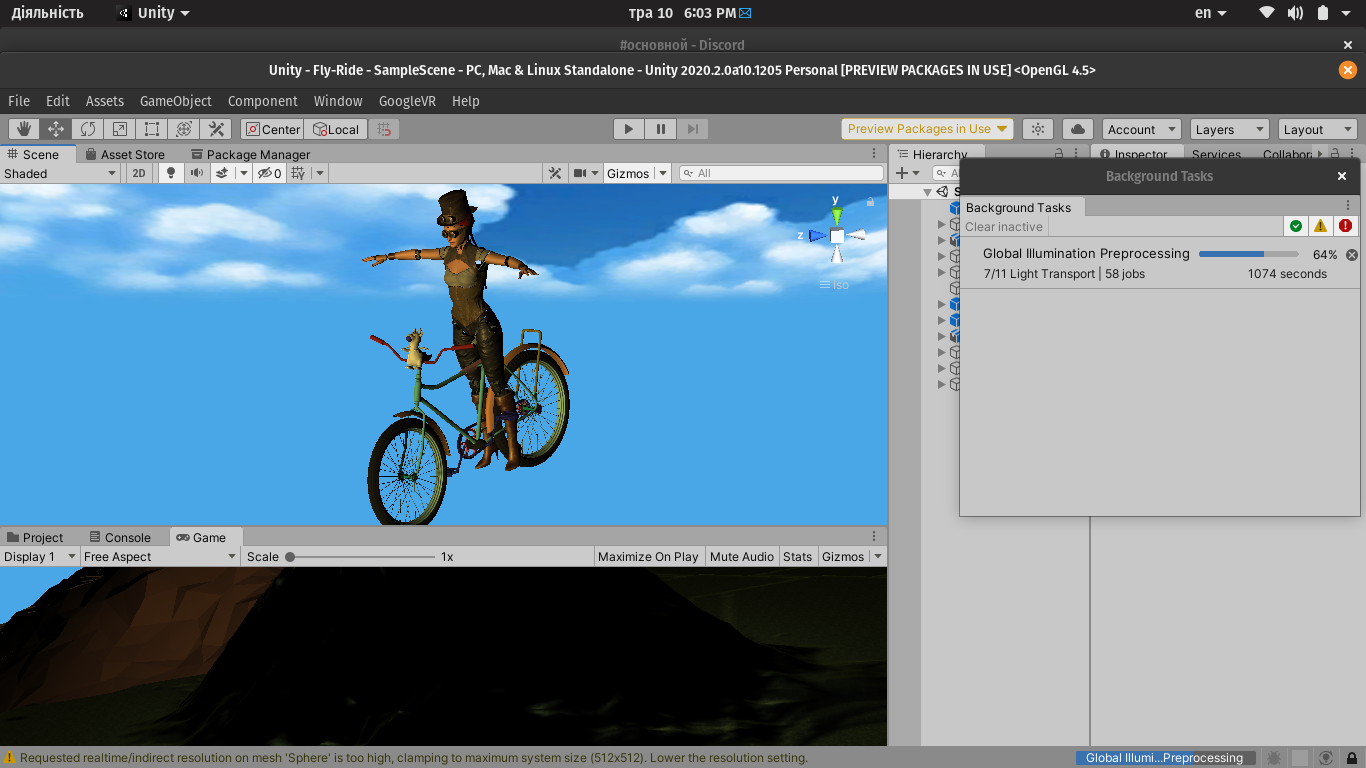 Діяльність Unity тра 10 6:03 PM en
#основной - Discord
Unity - Fly-Ride - SampleScene - PC, Mac & Linux Standalone - Unity 2020.2.0a10.1205 Personal [PREVIEW PACKAGES IN USE] <OpenGL 4.5>
File Edit Assets GameObject Component Window GoogleVR Help
Center Local Preview Packages in Use Account Layers Layout
Scene Asset Store Package Manager Hierarchy Inspector Services Collabora
Shaded 2D 0 Gizmos All
Background Tasks
Background Tasks
Clear inactive
Global Illumination Preprocessing 64%
7/11 Light Transport | 58 jobs 1074 seconds
y
z
Iso
Project Console Game
Display 1 Free Aspect Scale 1x Maximize On Play Mute Audio Stats Gizmos
Requested realtime/indirect resolution on mesh 'Sphere' is too high, clamping to maximum system size (512x512). Lower the resolution setting. Global Illumi...Preprocessing